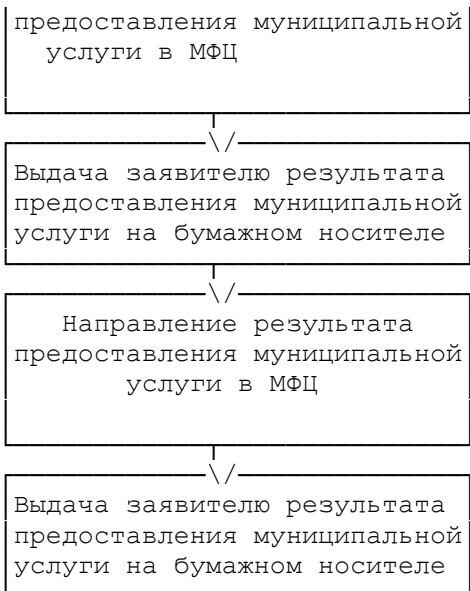 предоставления муниципальной
услуги в МФЦ
Выдача заявителю результата
предоставления муниципальной
услуги на бумажном носителе
Направление результата
предоставления муниципальной
услуги в МФЦ
Выдача заявителю результата
предоставления муниципальной
услуги на бумажном носителе